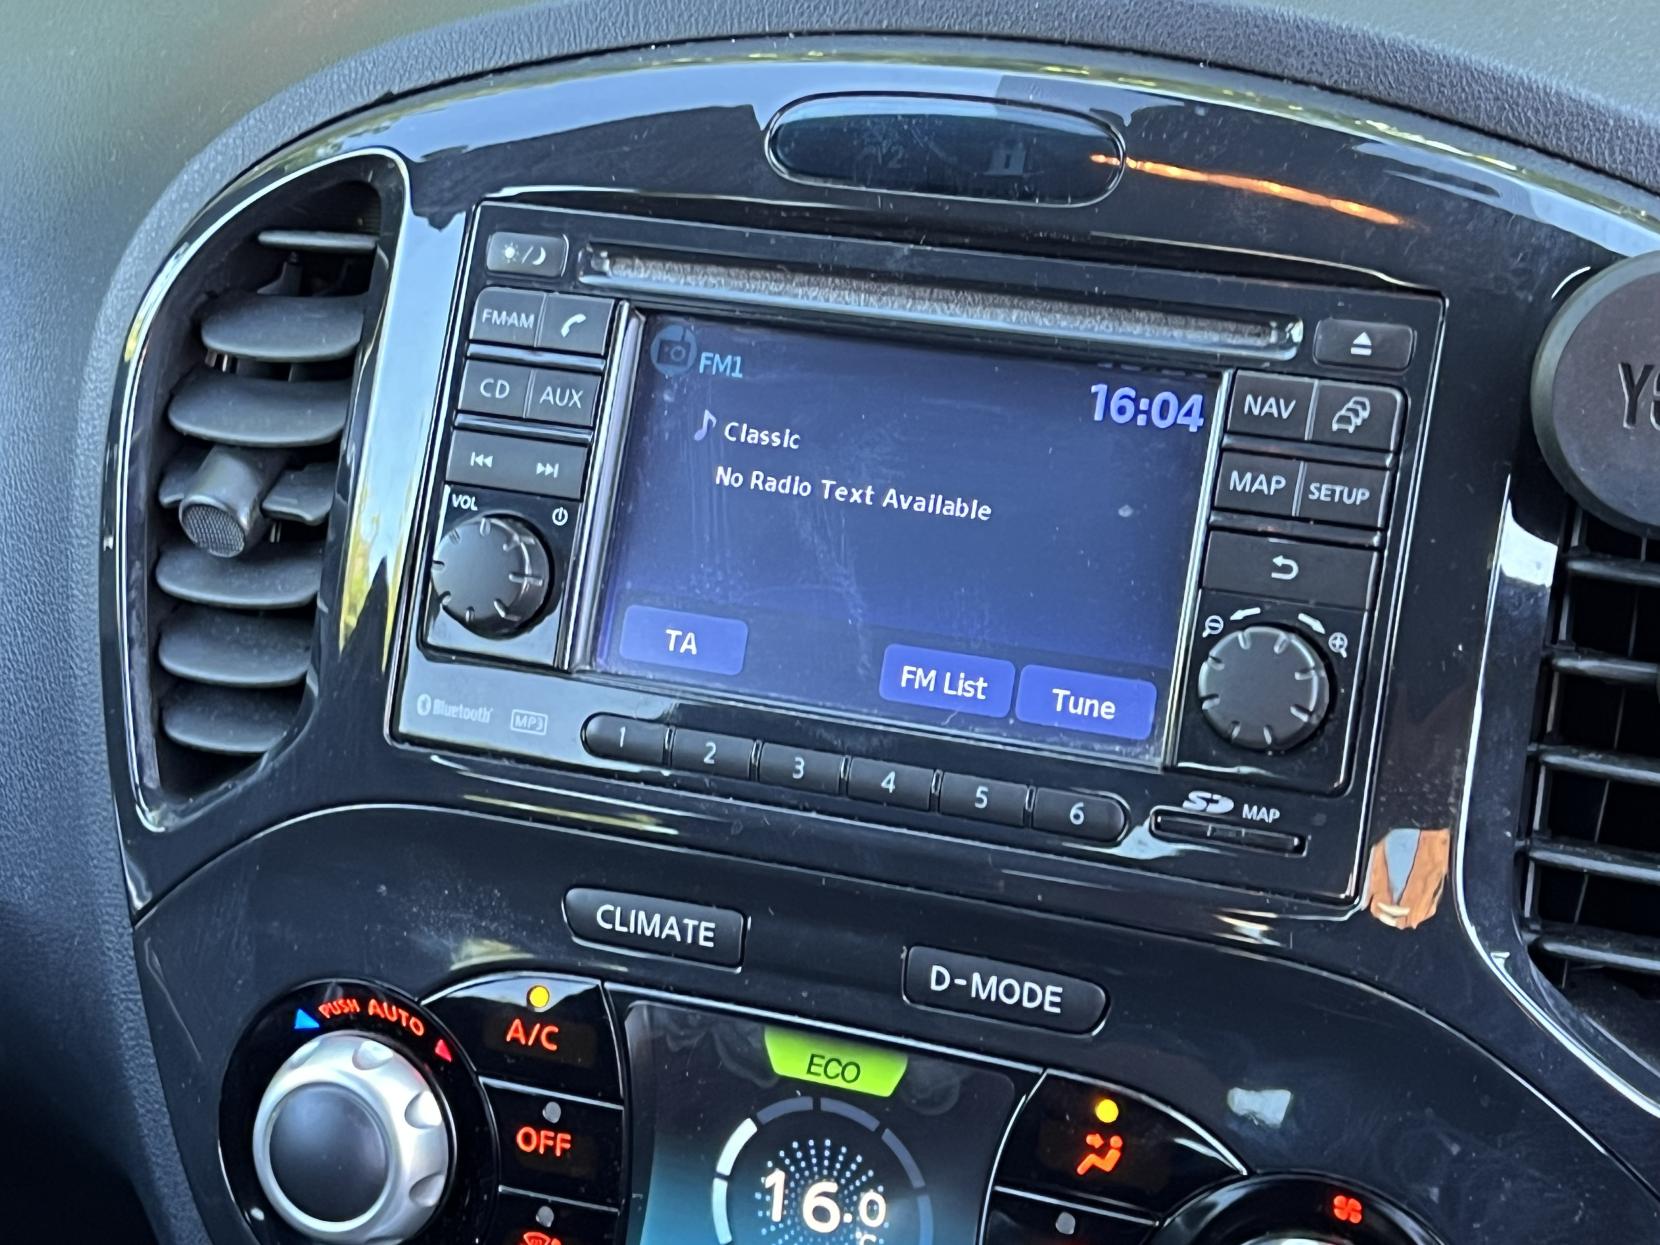 FM·AM
CD
AUX
VOL
FM1
16:04
Classic
No Radio Text Available
TA
FM List
Tune
NAV
MAP
SETUP
Bluetooth
MP3
1
2
3
4
5
6
SD
MAP
CLIMATE
D-MODE
PUSH AUTO
A/C
OFF
ECO
16.0